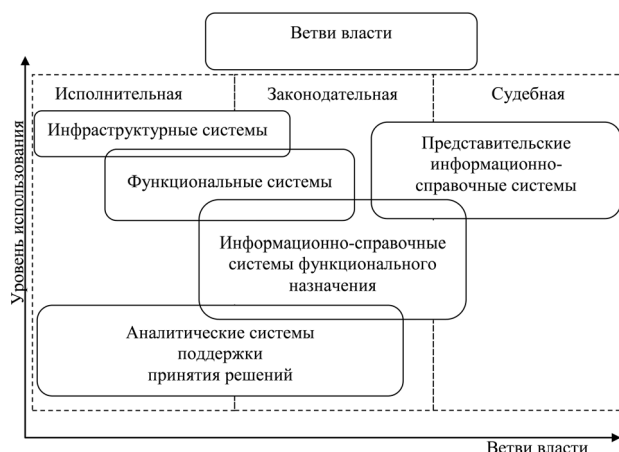 Ветви власти
Исполнительная
Законодательная
Судебная
Инфраструктурные системы
Представительские
информационно-
справочные системы
Функциональные системы
Информационно-справочные
системы функционального
назначения
Аналитические системы
поддержки
принятия решений
Уровень использования
Ветви власти